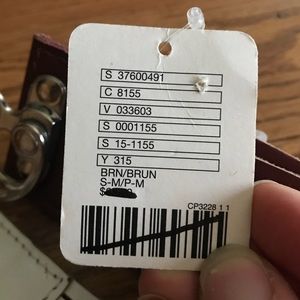 S 37600491
C 8155
V 033603
S 0001155
S 15-1155
Y 315
BRN/BRUN
S-M/P-M
$
CP3228 1 1